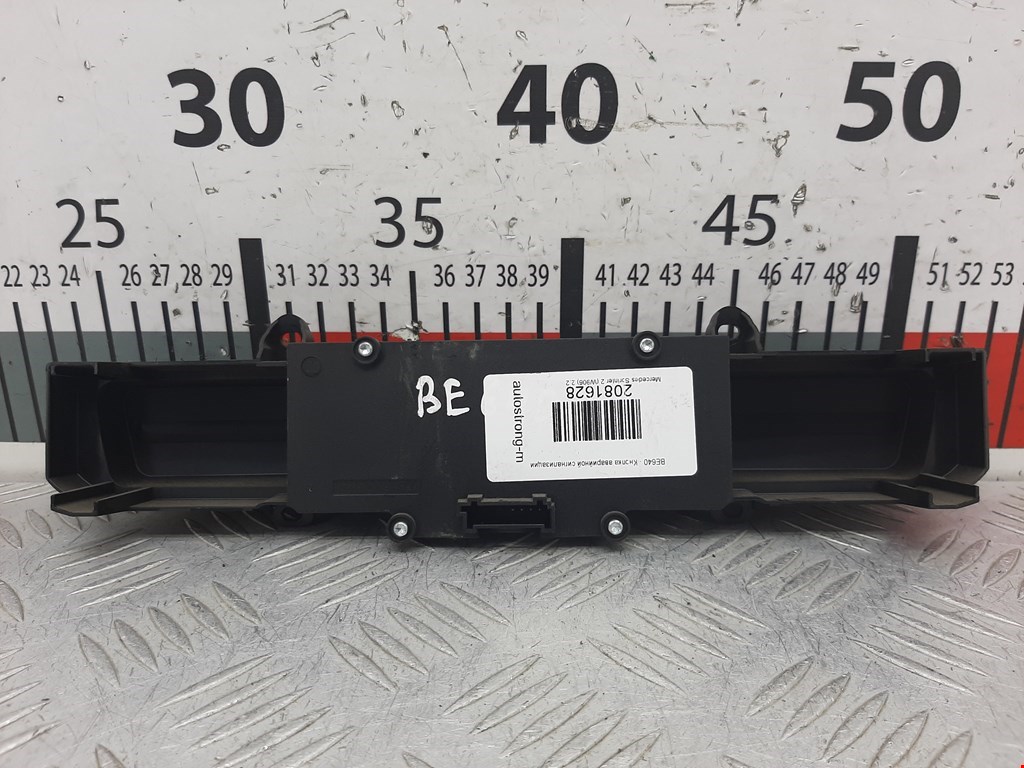 30 40 50
25 35 45
22 23 24 26 27 28 29 31 32 33 34 36 37 38 39 41 42 43 44 46 47 48 49 51 52 53
BE
autostrong-m
BE640 Кнопка аварийной сигнализации
2081628
Mercedes Sprinter 2 (W906) 2.2